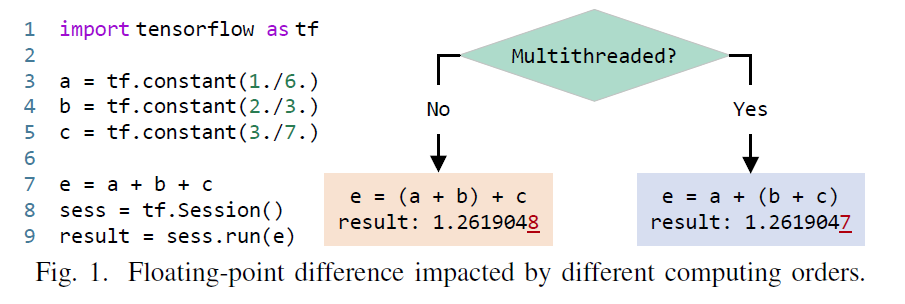 1 import tensorflow as tf
2
3 a = tf.constant(1./6.)
4 b = tf.constant(2./3.)
5 c = tf.constant(3./7.)
6
7 e = a + b + c
8 sess = tf.Session()
9 result = sess.run(e)
Multithreaded?
No
Yes
e = (a + b) + c
result: 1.2619048
e = a + (b + c)
result: 1.2619047
Fig. 1. Floating-point difference impacted by different computing orders.